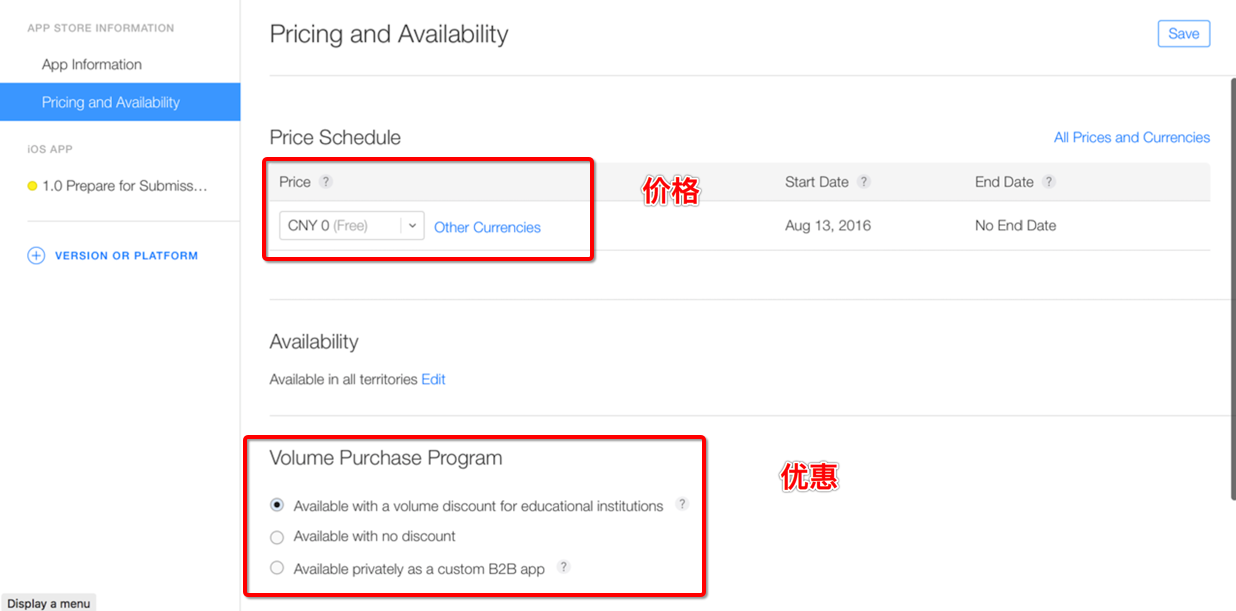 APP STORE INFORMATION
App Information
Pricing and Availability
iOS APP
1.0 Prepare for Submiss...
VERSION OR PLATFORM
Display a menu
Pricing and Availability
Save
Price Schedule
All Prices and Currencies
Price ?
价格
Start Date ?
End Date ?
CNY 0 (Free)
Other Currencies
Aug 13, 2016
No End Date
Availability
Available in all territories Edit
Volume Purchase Program
优惠
Available with a volume discount for educational institutions ?
Available with no discount
Available privately as a custom B2B app ?